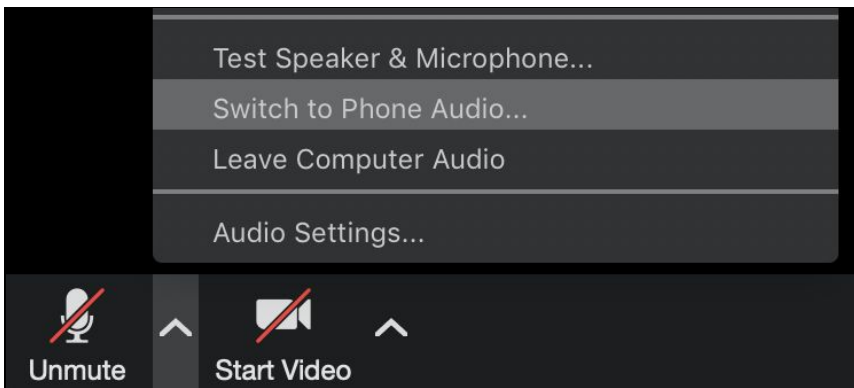 Test Speaker & Microphone...
Switch to Phone Audio...
Leave Computer Audio
Audio Settings...
Unmute Start Video